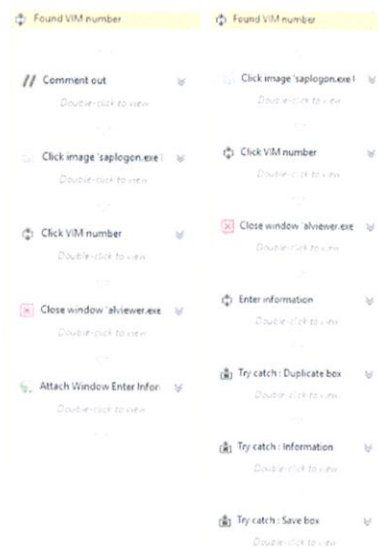 Found VIM number
Comment out
Double-click to view
Click image 'saplogon.exe I
Double-click to view
Click VIM number
Double-click to view
Close window 'alviewer.exe
Double-click to view
Attach Window Enter Infor
Double-click to view
Found VIM number
Click image 'saplogon.exe I
Double-click to view
Click VIM number
Double-click to view
Close window 'alviewer.exe
Double-click to view
Enter information
Double-click to view
Try catch : Duplicate box
Double-click to view
Try catch : Information
Double-click to view
Try catch : Save box
Double-click to view